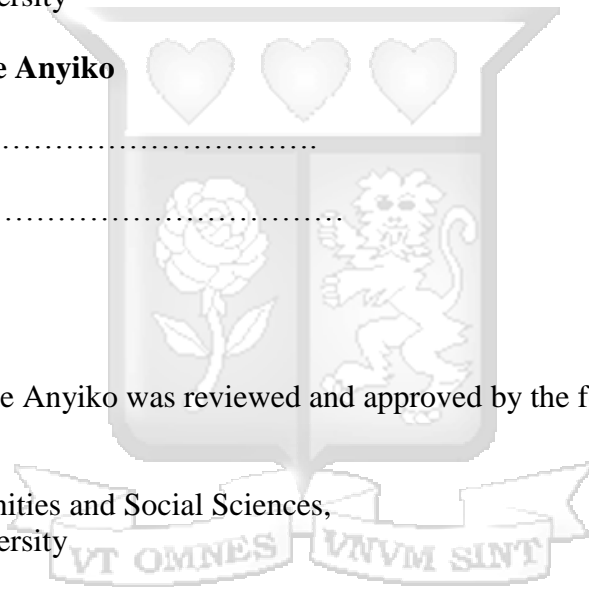 ersity
e Anyiko
………………………….
…………………………….
e Anyiko was reviewed and approved by the f
nities and Social Sciences,
ersity
VT OMNES VNVM SINT